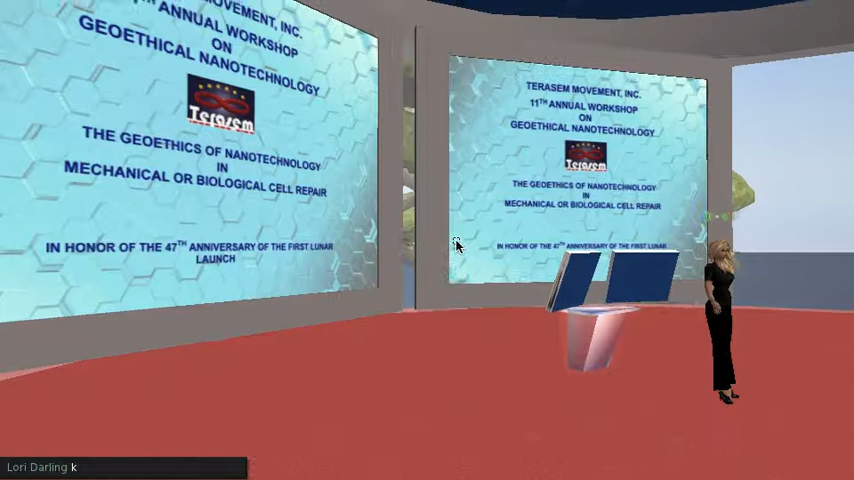 MOVEMENT, INC.
ANNUAL WORKSHOP
ON
GEOETHICAL NANOTECHNOLOGY
Terasem
THE GEOETHICS OF NANOTECHNOLOGY
IN
MECHANICAL OR BIOLOGICAL CELL REPAIR
IN HONOR OF THE 47TH ANNIVERSARY OF THE FIRST LUNAR
LAUNCH
TERASEM MOVEMENT, INC.
11TH ANNUAL WORKSHOP
ON
GEOETHICAL NANOTECHNOLOGY
Terasem
THE GEOETHICS OF NANOTECHNOLOGY
IN
MECHANICAL OR BIOLOGICAL CELL REPAIR
IN HONOR OF THE 47TH ANNIVERSARY OF THE FIRST LUNAR
Lori Darling k